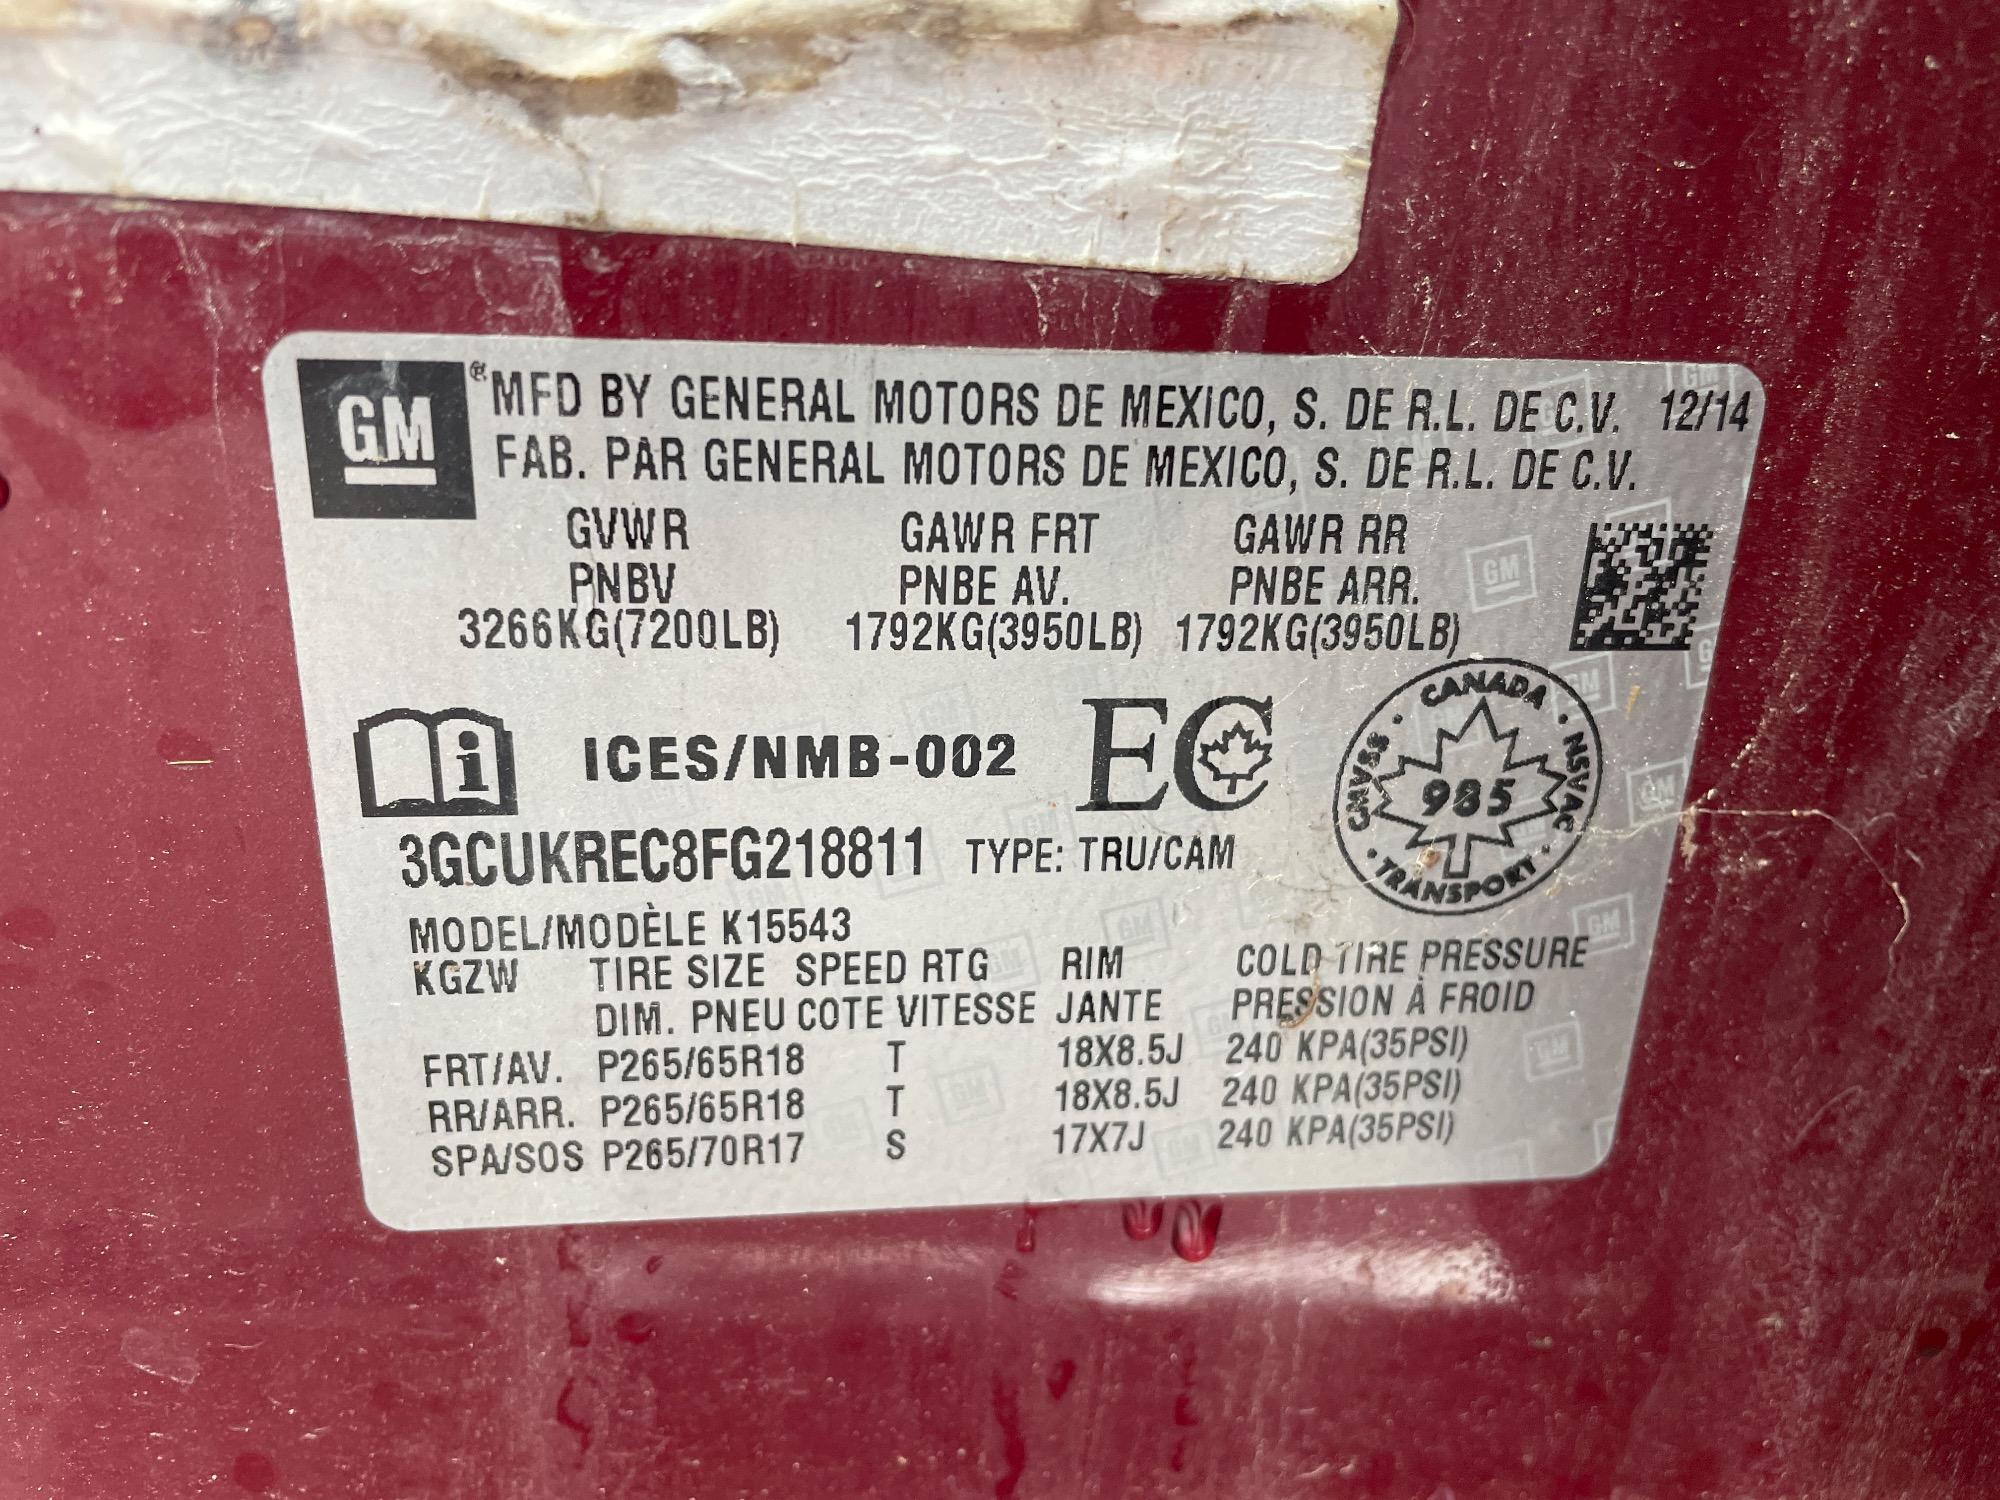 GM ® MFD BY GENERAL MOTORS DE MEXICO, S. DE R.L. DE C.V. 12/14
FAB. PAR GENERAL MOTORS DE MEXICO, S. DE R.L. DE C.V.
GVWR GAWR FRT GAWR RR
PNBV PNBE AV. PNBE ARR.
3266KG(7200LB) 1792KG(3950LB) 1792KG(3950LB)
ICES/NMB-002 EC
CANADA · NSVAC · TRANSPORT · CMVSS ·
985
3GCUKREC8FG218811 TYPE: TRU/CAM
MODEL/MODÈLE K15543
KGZW TIRE SIZE SPEED RTG RIM COLD TIRE PRESSURE
DIM. PNEU COTE VITESSE JANTE PRESSION À FROID
FRT/AV. P265/65R18 T 18X8.5J 240 KPA(35PSI)
RR/ARR. P265/65R18 T 18X8.5J 240 KPA(35PSI)
SPA/SOS P265/70R17 S 17X7J 240 KPA(35PSI)